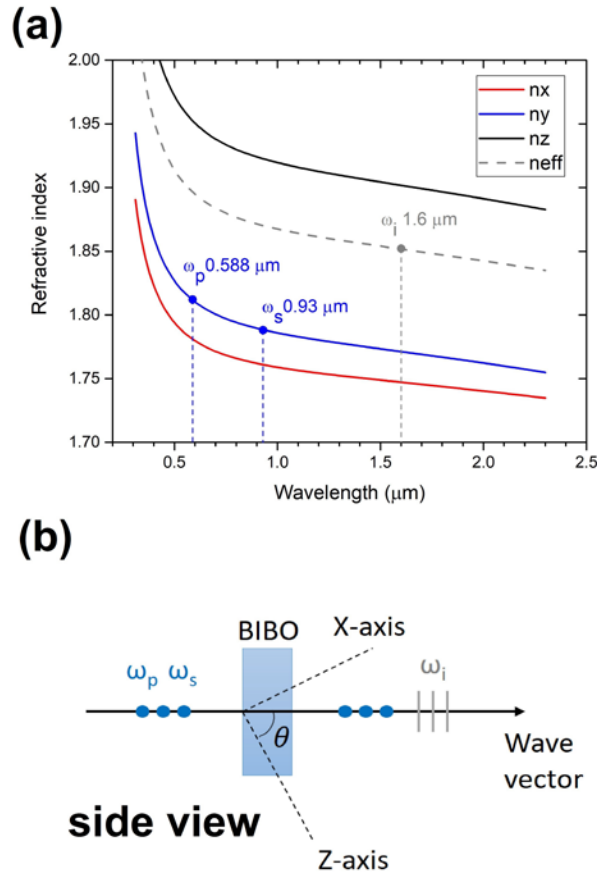 (a)
2.00
1.95
1.90
1.85
1.80
1.75
1.70
Refractive index
nx
ny
nz
neff
ωi 1.6 μm
ωp0.588 μm
ωs0.93 μm
0.5 1.0 1.5 2.0 2.5
Wavelength (μm)
(b)
BIBO
X-axis
ωp ωs
ωi
θ
Wave
vector
side view
Z-axis